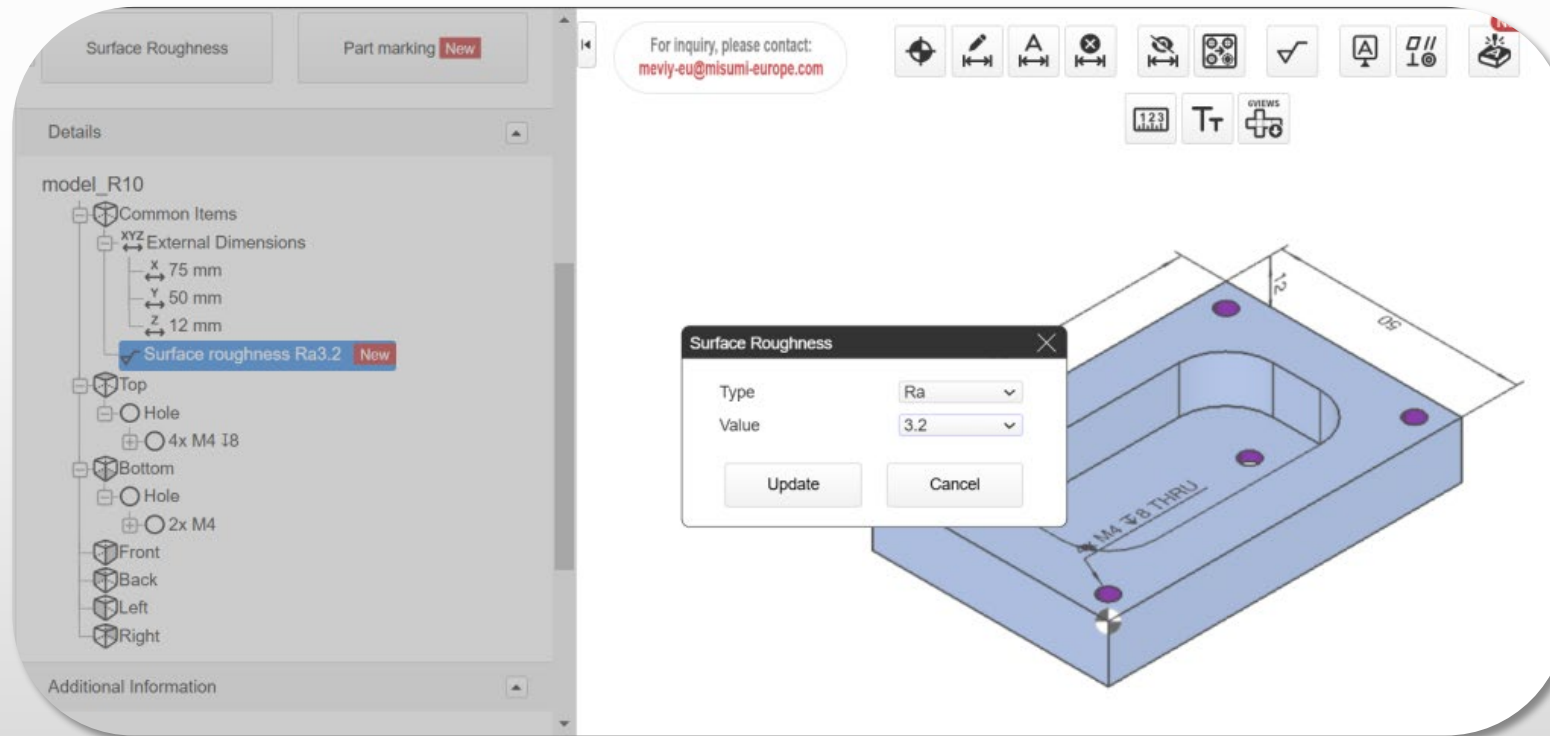 Surface Roughness
Part marking New
Details
model_R10
Common Items
XYZ External Dimensions
X 75 mm
Y 50 mm
Z 12 mm
Surface roughness Ra3.2 New
Top
Hole
4x M4 ↧8
Bottom
Hole
2x M4
Front
Back
Left
Right
Additional Information
For inquiry, please contact:
mevly-eu@misumi-europe.com
A
A
123
TT
6VIEWS
Surface Roughness
Type Ra
Value 3.2
Update Cancel
12
50
4x M4 ↧8 THRU